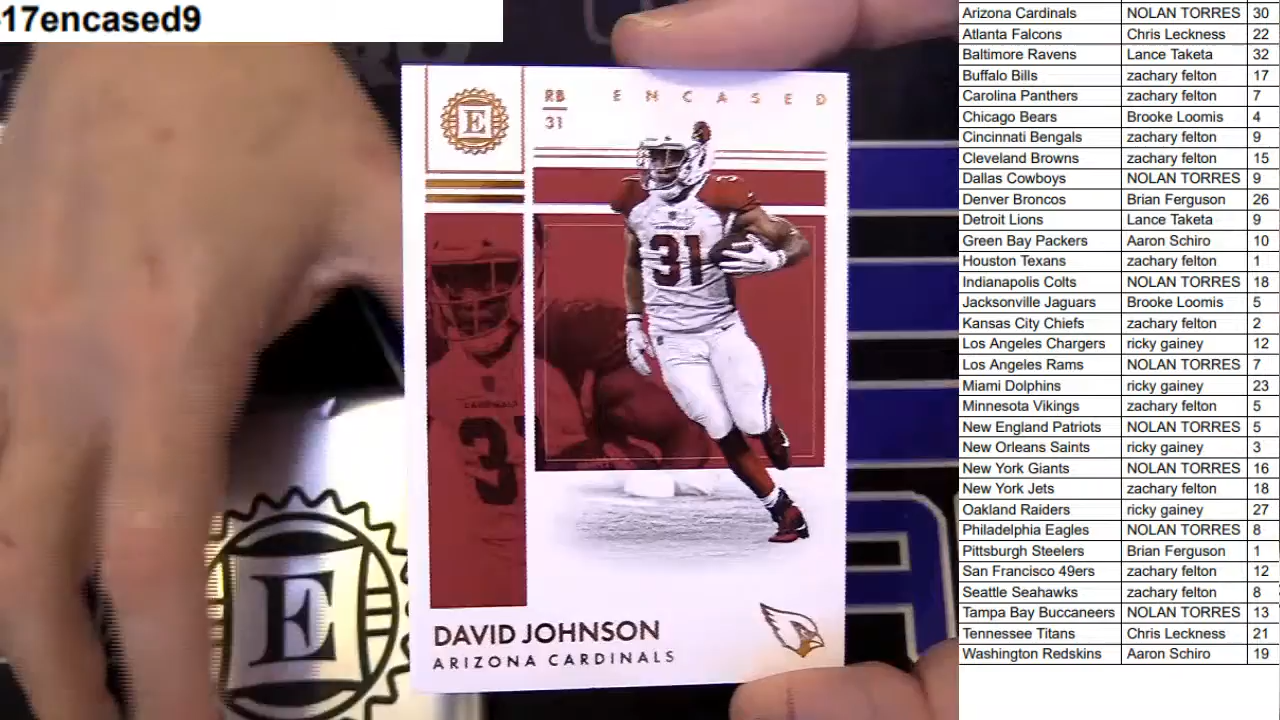 17encased9
E
RB
31
ENCASED
31
31
DAVID JOHNSON
ARIZONA CARDINALS
E
Arizona Cardinals NOLAN TORRES 30
Atlanta Falcons Chris Leckness 22
Baltimore Ravens Lance Taketa 32
Buffalo Bills zachary felton 17
Carolina Panthers zachary felton 7
Chicago Bears Brooke Loomis 4
Cincinnati Bengals zachary felton 9
Cleveland Browns zachary felton 15
Dallas Cowboys NOLAN TORRES 9
Denver Broncos Brian Ferguson 26
Detroit Lions Lance Taketa 9
Green Bay Packers Aaron Schiro 10
Houston Texans zachary felton 1
Indianapolis Colts NOLAN TORRES 18
Jacksonville Jaguars Brooke Loomis 5
Kansas City Chiefs zachary felton 2
Los Angeles Chargers ricky gainey 12
Los Angeles Rams NOLAN TORRES 7
Miami Dolphins ricky gainey 23
Minnesota Vikings zachary felton 5
New England Patriots NOLAN TORRES 5
New Orleans Saints ricky gainey 3
New York Giants NOLAN TORRES 16
New York Jets zachary felton 18
Oakland Raiders ricky gainey 27
Philadelphia Eagles NOLAN TORRES 8
Pittsburgh Steelers Brian Ferguson 1
San Francisco 49ers zachary felton 12
Seattle Seahawks zachary felton 8
Tampa Bay Buccaneers NOLAN TORRES 13
Tennessee Titans Chris Leckness 21
Washington Redskins Aaron Schiro 19